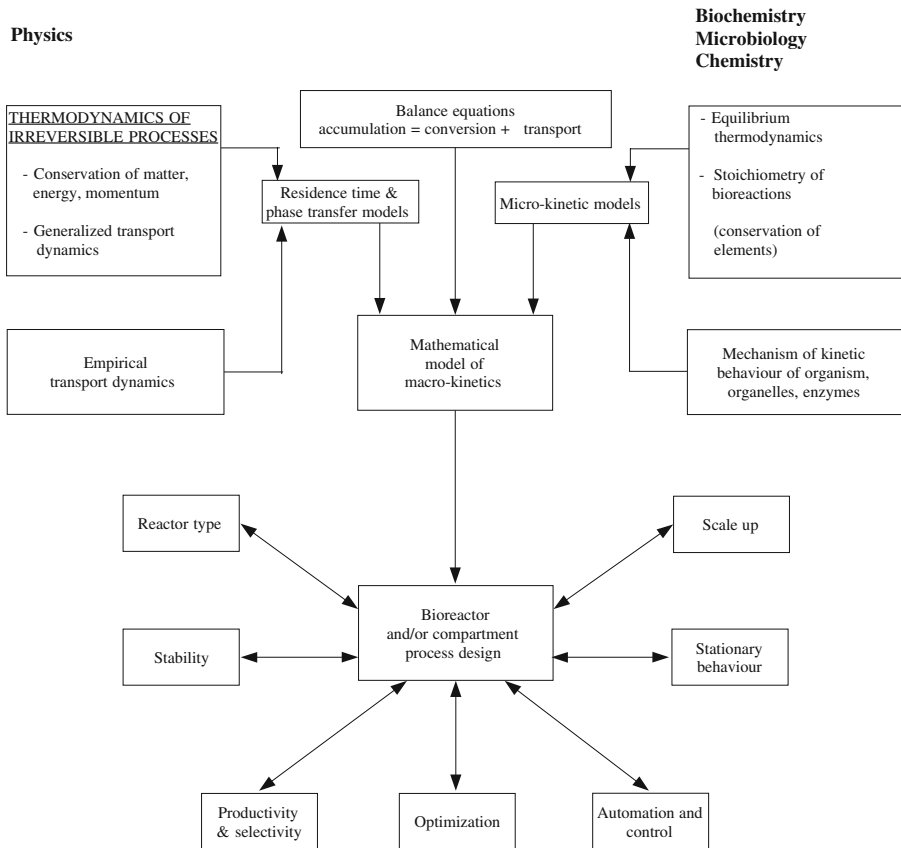 Physics
Biochemistry
Microbiology
Chemistry
THERMODYNAMICS OF
IRREVERSIBLE PROCESSES
- Conservation of matter,
energy, momentum
- Generalized transport
dynamics
Balance equations
accumulation = conversion + transport
- Equilibrium
thermodynamics
- Stoichiometry of
bioreactions
(conservation of
elements)
Residence time &
phase transfer models
Micro-kinetic models
Empirical
transport dynamics
Mathematical
model of
macro-kinetics
Mechanism of kinetic
behaviour of organism,
organelles, enzymes
Reactor type
Scale up
Bioreactor
and/or compartment
process design
Stability
Stationary
behaviour
Productivity
& selectivity
Optimization
Automation and
control